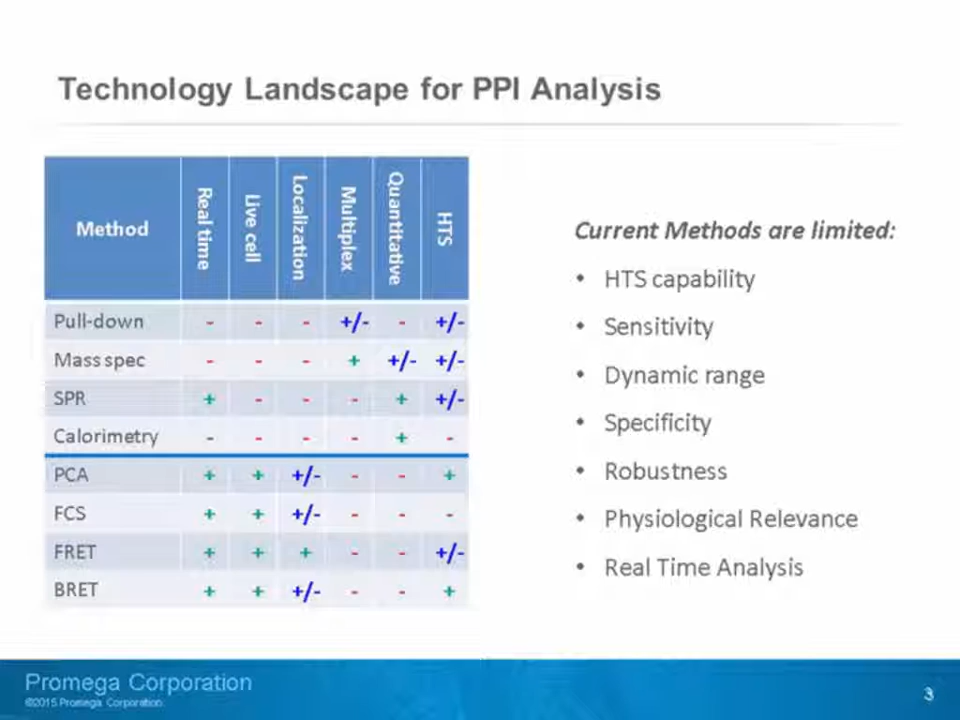 Technology Landscape for PPI Analysis
Method Real time Live cell Localization Multiplex Quantitative HTS
Pull-down - - - +/- - +/-
Mass spec - - - + +/- +/-
SPR + - - - + +/-
Calorimetry - - - - + -
PCA + + +/- - - +
FCS + + +/- - - -
FRET + + + - - +/-
BRET + + +/- - - +
Current Methods are limited:
• HTS capability
• Sensitivity
• Dynamic range
• Specificity
• Robustness
• Physiological Relevance
• Real Time Analysis
Promega Corporation
©2015 Promega Corporation.
3